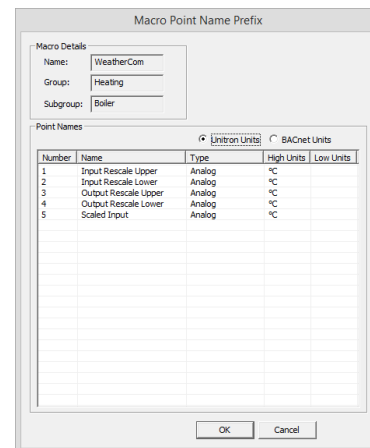 Macro Point Name Prefix
Macro Details
Name: WeatherCom
Group: Heating
Subgroup: Boiler
Point Names
Unitron Units BACnet Units
Number Name Type High Units Low Units
1 Input Rescale Upper Analog °C
2 Input Rescale Lower Analog °C
3 Output Rescale Upper Analog °C
4 Output Rescale Lower Analog °C
5 Scaled Input Analog °C
OK Cancel